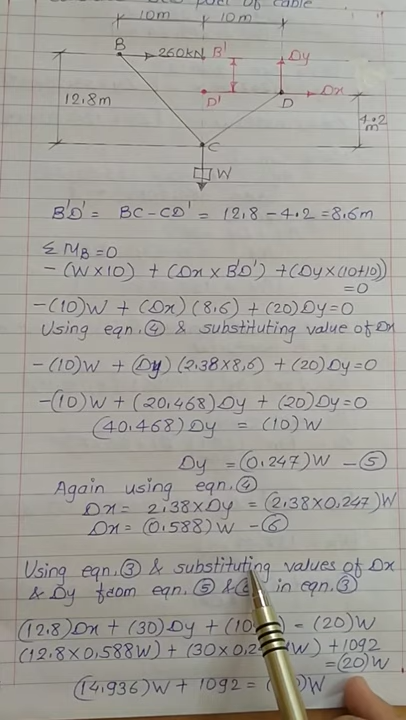 10m 10m
B 260KN B' Dy
D' D Dx
12.8m
4.2 m
C
W
B'D' = BC-CD' = 12.8-4.2=8.6m
ΣMB=0
-(W×10) + (Dx×B'D') +(Dy×(10+10)) =0
-(10)W + (Dx)(8.6) +(20)Dy=0
Using eqn.④ & substituting value of Dx
-(10)W + (Dy)(2.38×8.6) +(20)Dy=0
-(10)W + (20.468)Dy + (20)Dy=0
(40.468)Dy = (10)W
Dy =(0.247)W -⑤
Again using eqn.④
Dx= 2.38×Dy =(2.38×0.247)W
Dx= (0.588)W -⑥
Using eqn.③ & substituting values of Dx
& Dy from eqn. ⑤ & in eqn.③
(12.8)Dx + (30)Dy + = (20)W
(12.8×0.588W) + (30× W) +1092
=(20)W
(14.936)W + 1092 = W